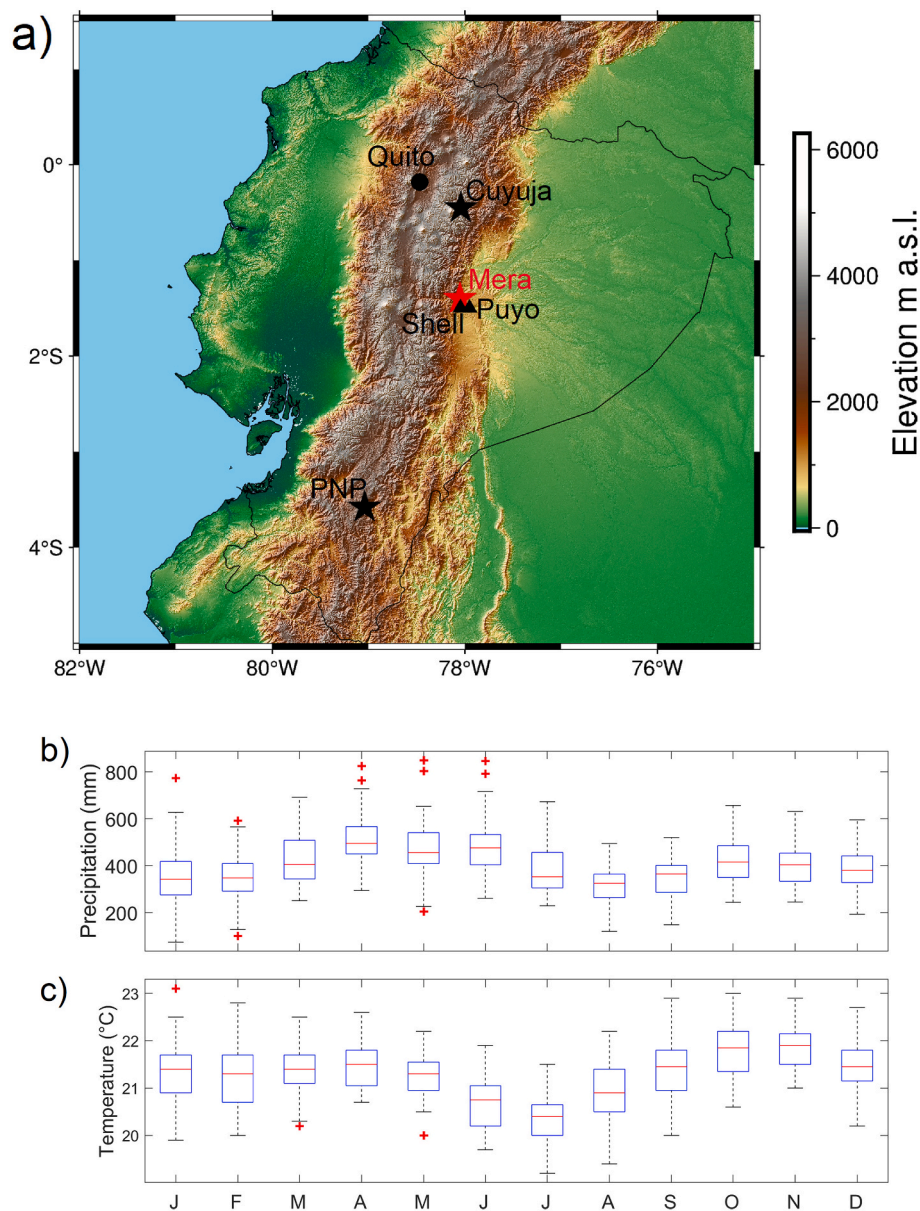 a)
0°
2°S
4°S
82°W
80°W
78°W
76°W
Quito
Cuyuja
Mera
Shell
Puyo
PNP
6000
4000
2000
0
Elevation m a.s.l.
b)
Precipitation (mm)
800
600
400
200
c)
Temperature (°C)
23
22
21
20
J F M A M J J A S O N D